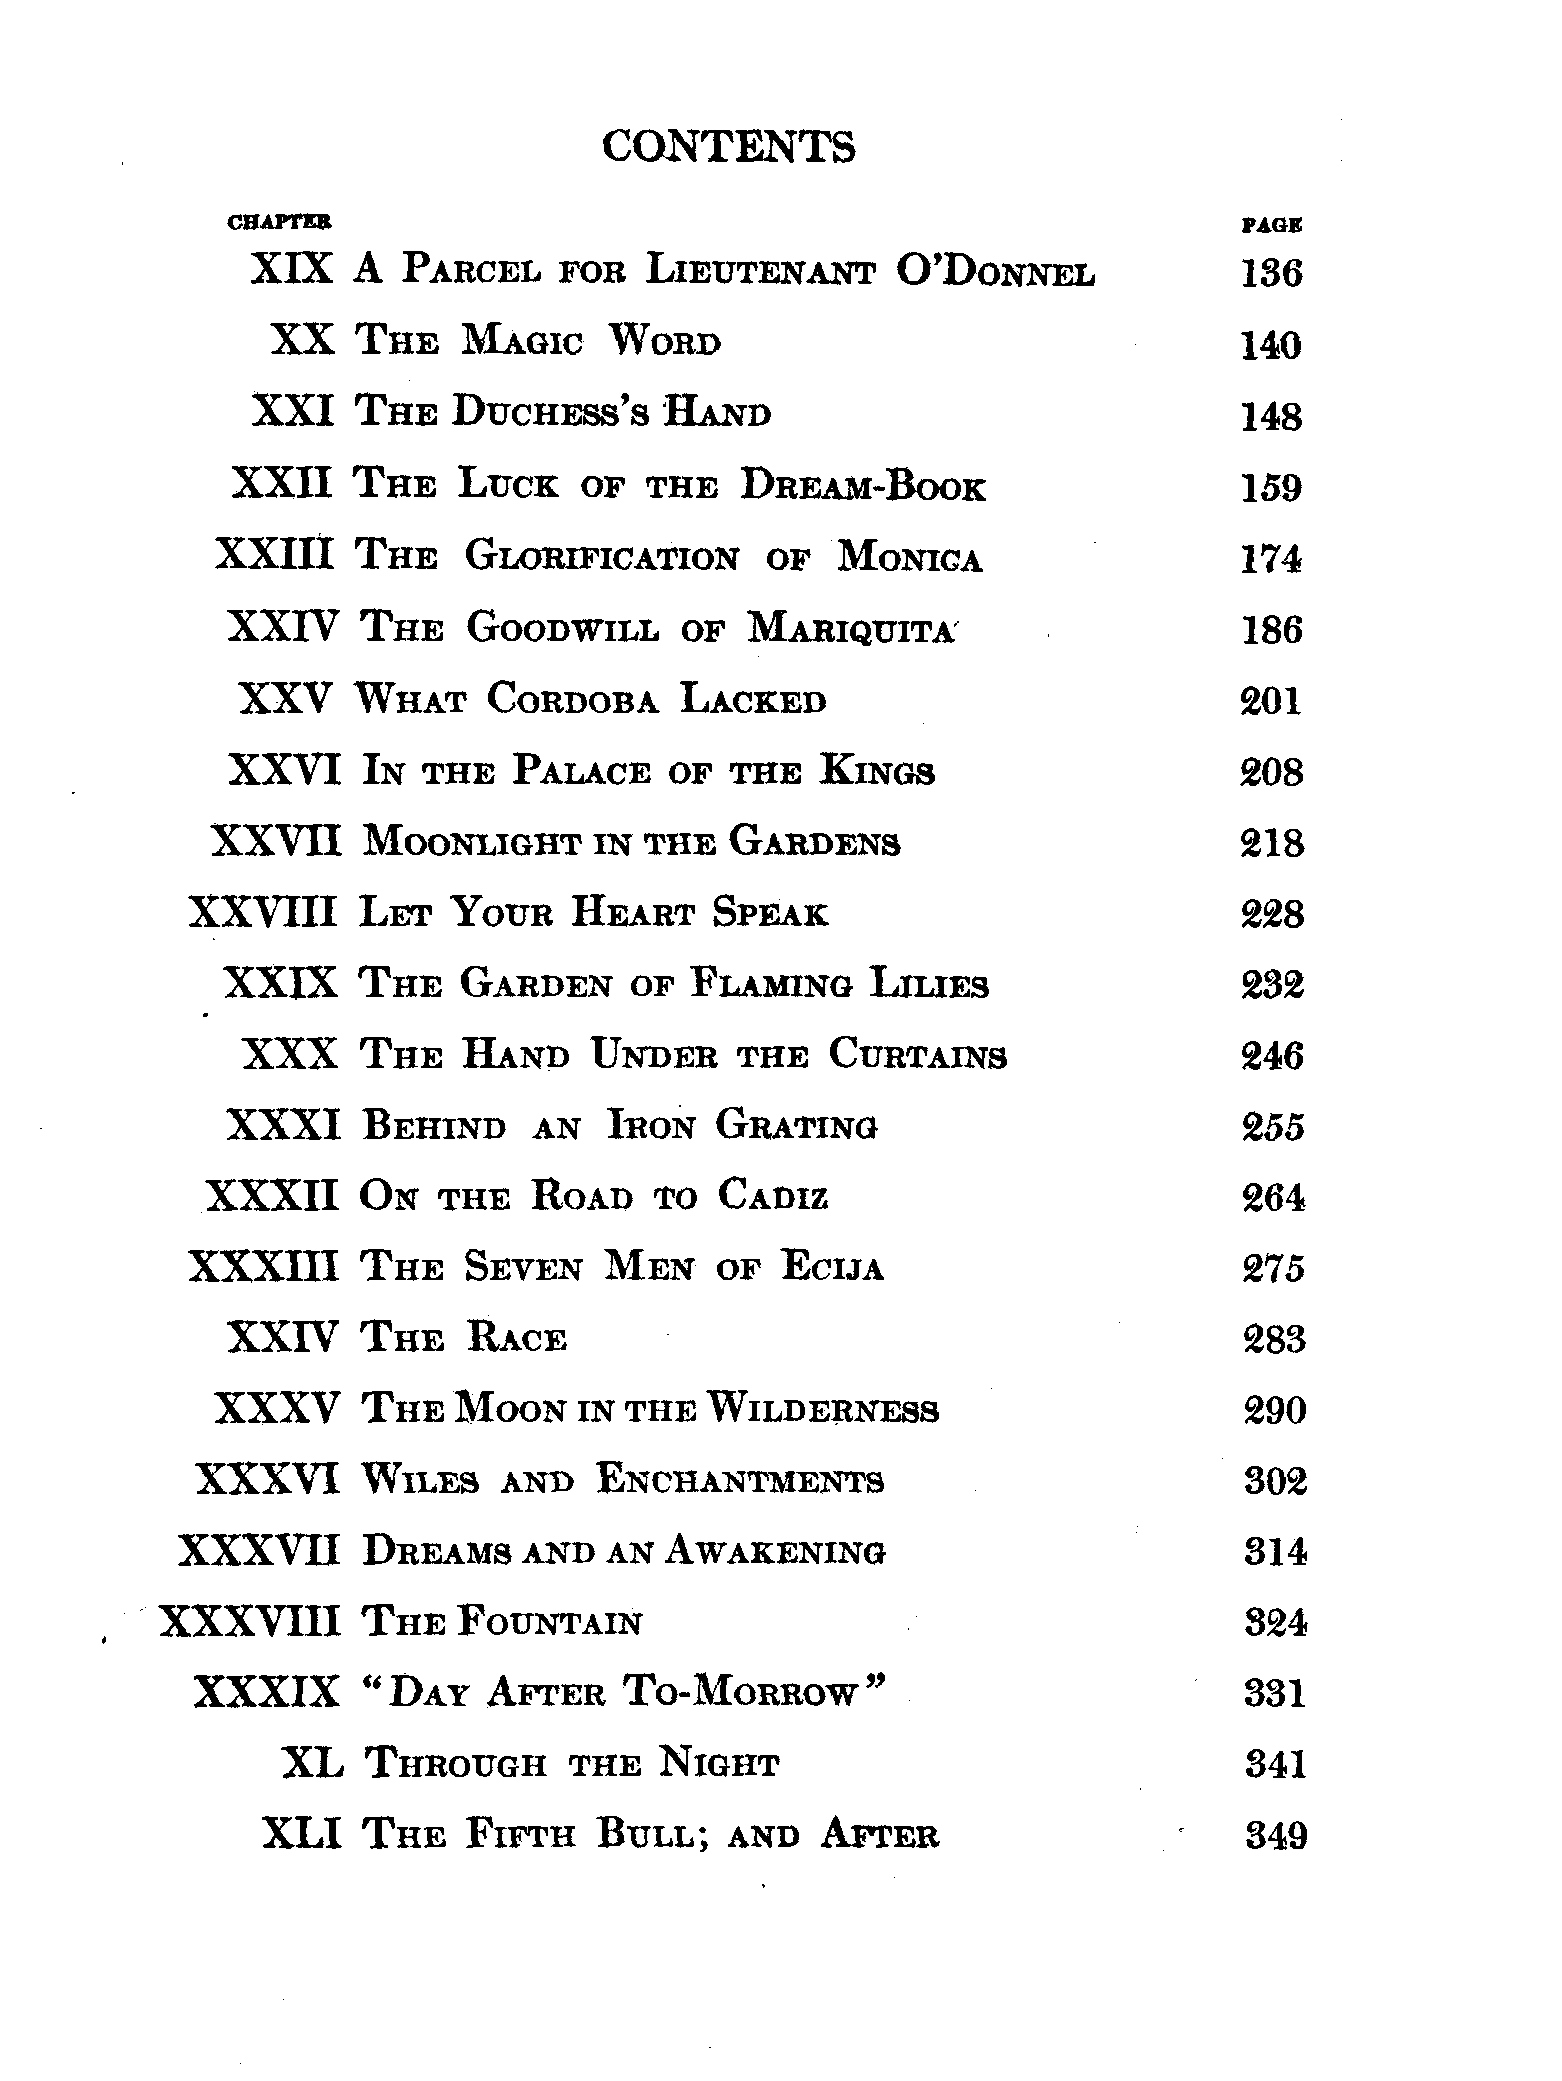 CONTENTS
CHAPTER PAGE
XIX A Parcel for Lieutenant O'Donnel 136
XX The Magic Word 140
XXI The Duchess's Hand 148
XXII The Luck of the Dream-Book 159
XXIII The Glorification of Monica 174
XXIV The Goodwill of Mariquita 186
XXV What Cordoba Lacked 201
XXVI In the Palace of the Kings 208
XXVII Moonlight in the Gardens 218
XXVIII Let Your Heart Speak 228
XXIX The Garden of Flaming Lilies 232
XXX The Hand Under the Curtains 246
XXXI Behind an Iron Grating 255
XXXII On the Road to Cadiz 264
XXXIII The Seven Men of Ecija 275
XXIV The Race 283
XXXV The Moon in the Wilderness 290
XXXVI Wiles and Enchantments 302
XXXVII Dreams and an Awakening 314
XXXVIII The Fountain 324
XXXIX "Day After To-Morrow" 331
XL Through the Night 341
XLI The Fifth Bull; and After 349